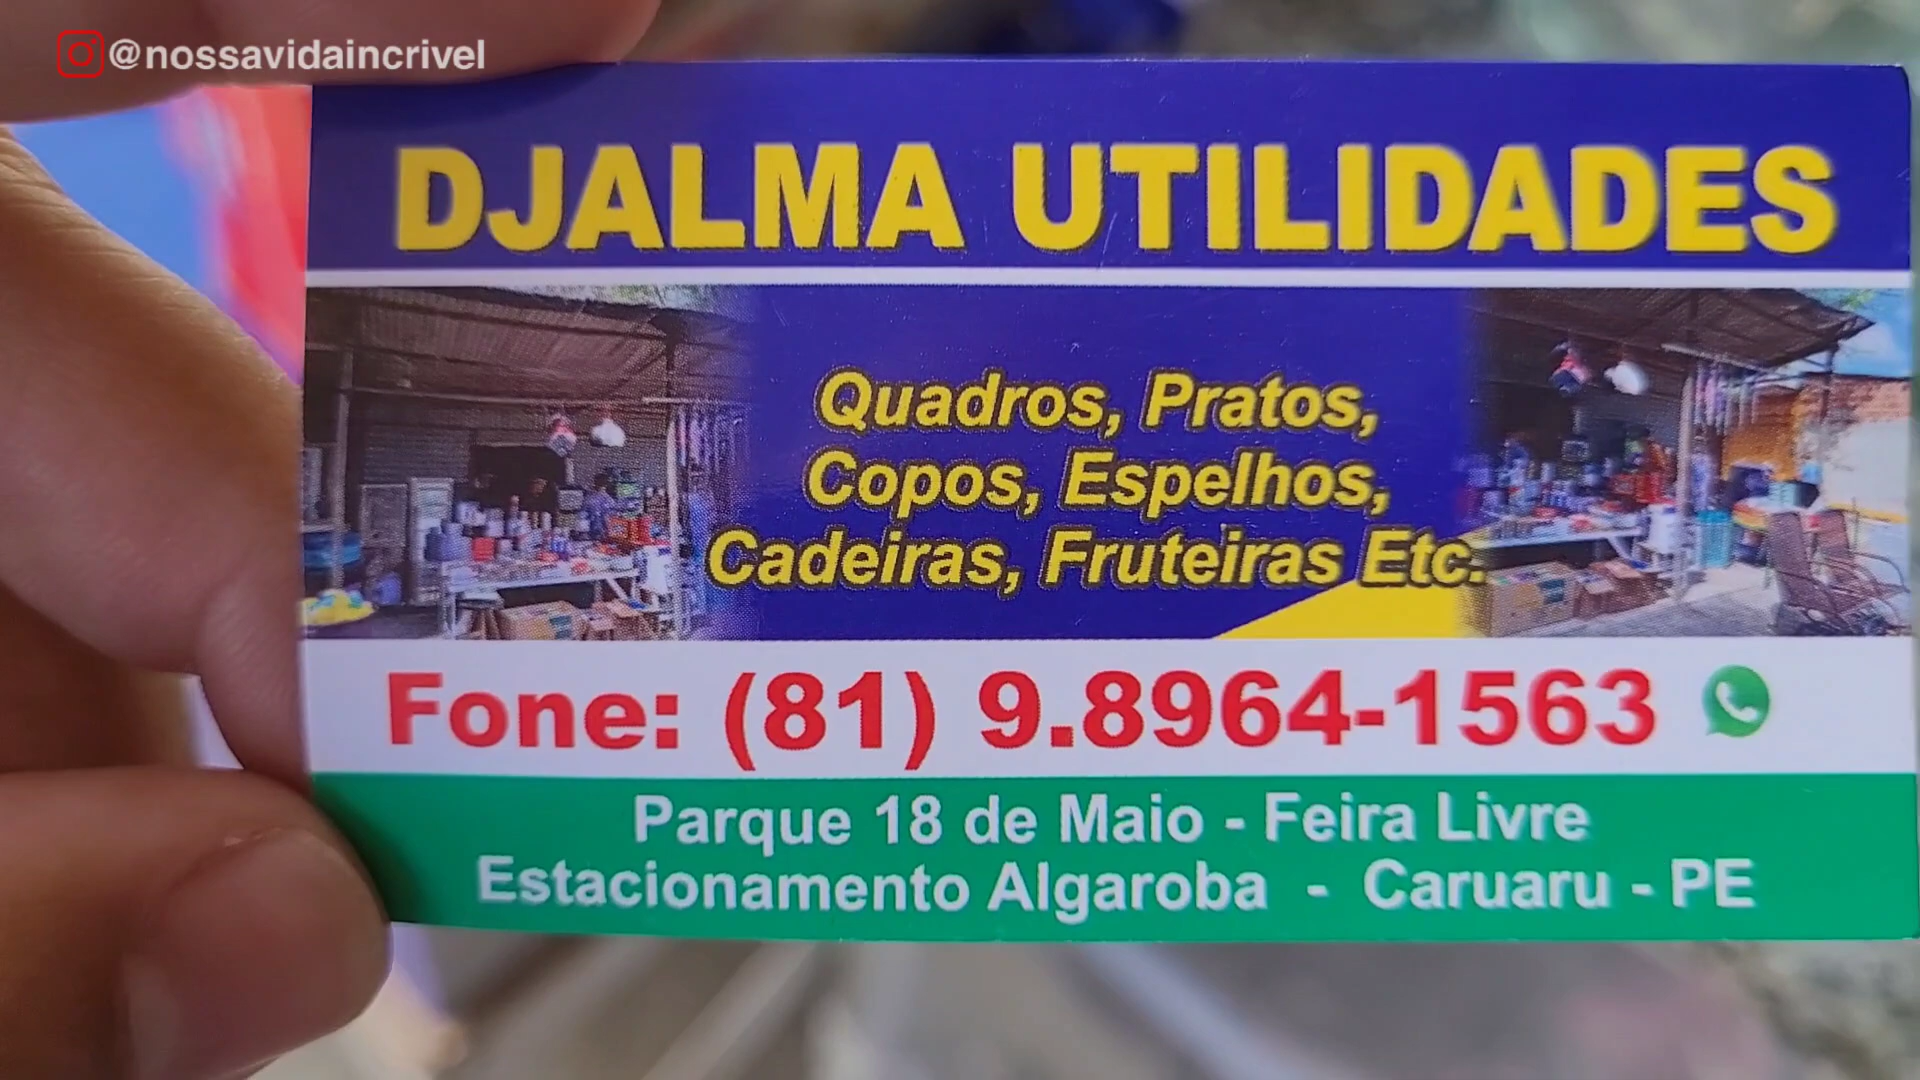 @nossavidaincrivel
DJALMA UTILIDADES
Quadros, Pratos,
Copos, Espelhos,
Cadeiras, Fruteiras Etc.
Fone: (81) 9.8964-1563
Parque 18 de Maio - Feira Livre
Estacionamento Algaroba - Caruaru - PE